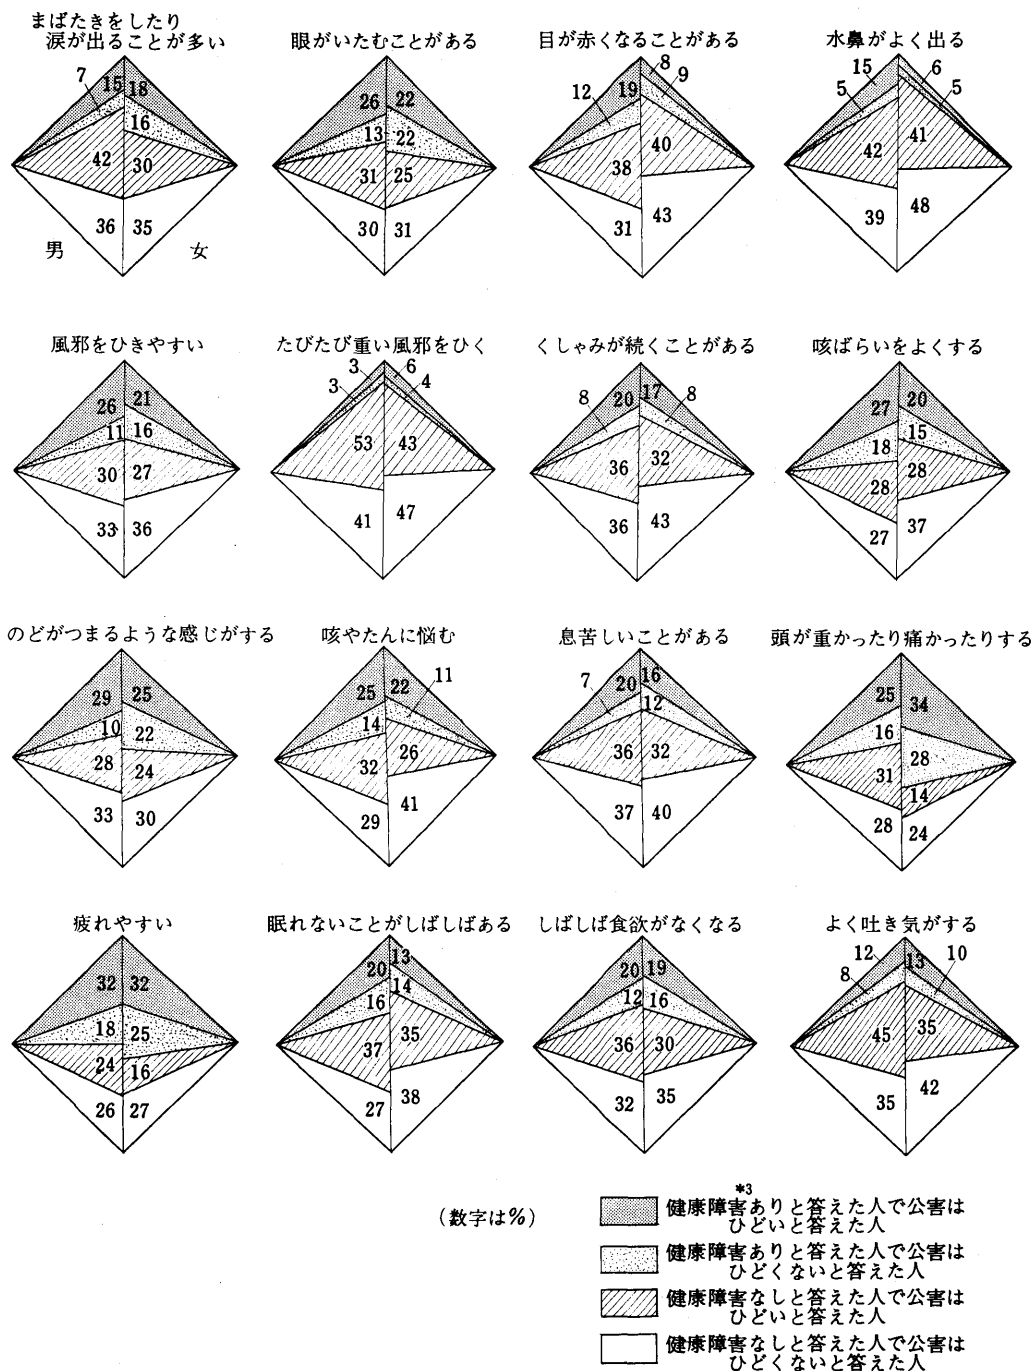 まばたきをしたり
涙が出ることが多い
眼がいたむことがある
目が赤くなることがある
水鼻がよく出る
7 15 18 16 42 30 36 35
男 女
26 22 13 22 31 25 30 31
12 19 8 9 38 40 31 43
15 5 6 5 42 41 39 48
風邪をひきやすい
たびたび重い風邪をひく
くしゃみが続くことがある
咳ばらいをよくする
26 21 11 16 30 27 33 36
3 3 6 4 53 43 41 47
8 20 17 8 36 32 36 43
27 20 18 15 28 28 27 37
のどがつまるような感じがする
咳やたんに悩む
息苦しいことがある
頭が重かったり痛かったりする
29 25 10 22 28 24 33 30
25 22 14 11 32 26 29 41
7 20 16 12 36 32 37 40
25 34 16 28 31 14 28 24
疲れやすい
眠れないことがしばしばある
しばしば食欲がなくなる
よく吐き気がする
32 32 18 25 24 16 26 27
20 13 16 14 37 35 27 38
20 19 12 16 36 30 32 35
12 8 13 10 45 35 35 42
(数字は%)
*3
健康障害ありと答えた人で公害は
ひどいと答えた人
健康障害ありと答えた人で公害は
ひどくないと答えた人
健康障害なしと答えた人で公害は
ひどいと答えた人
健康障害なしと答えた人で公害は
ひどくないと答えた人